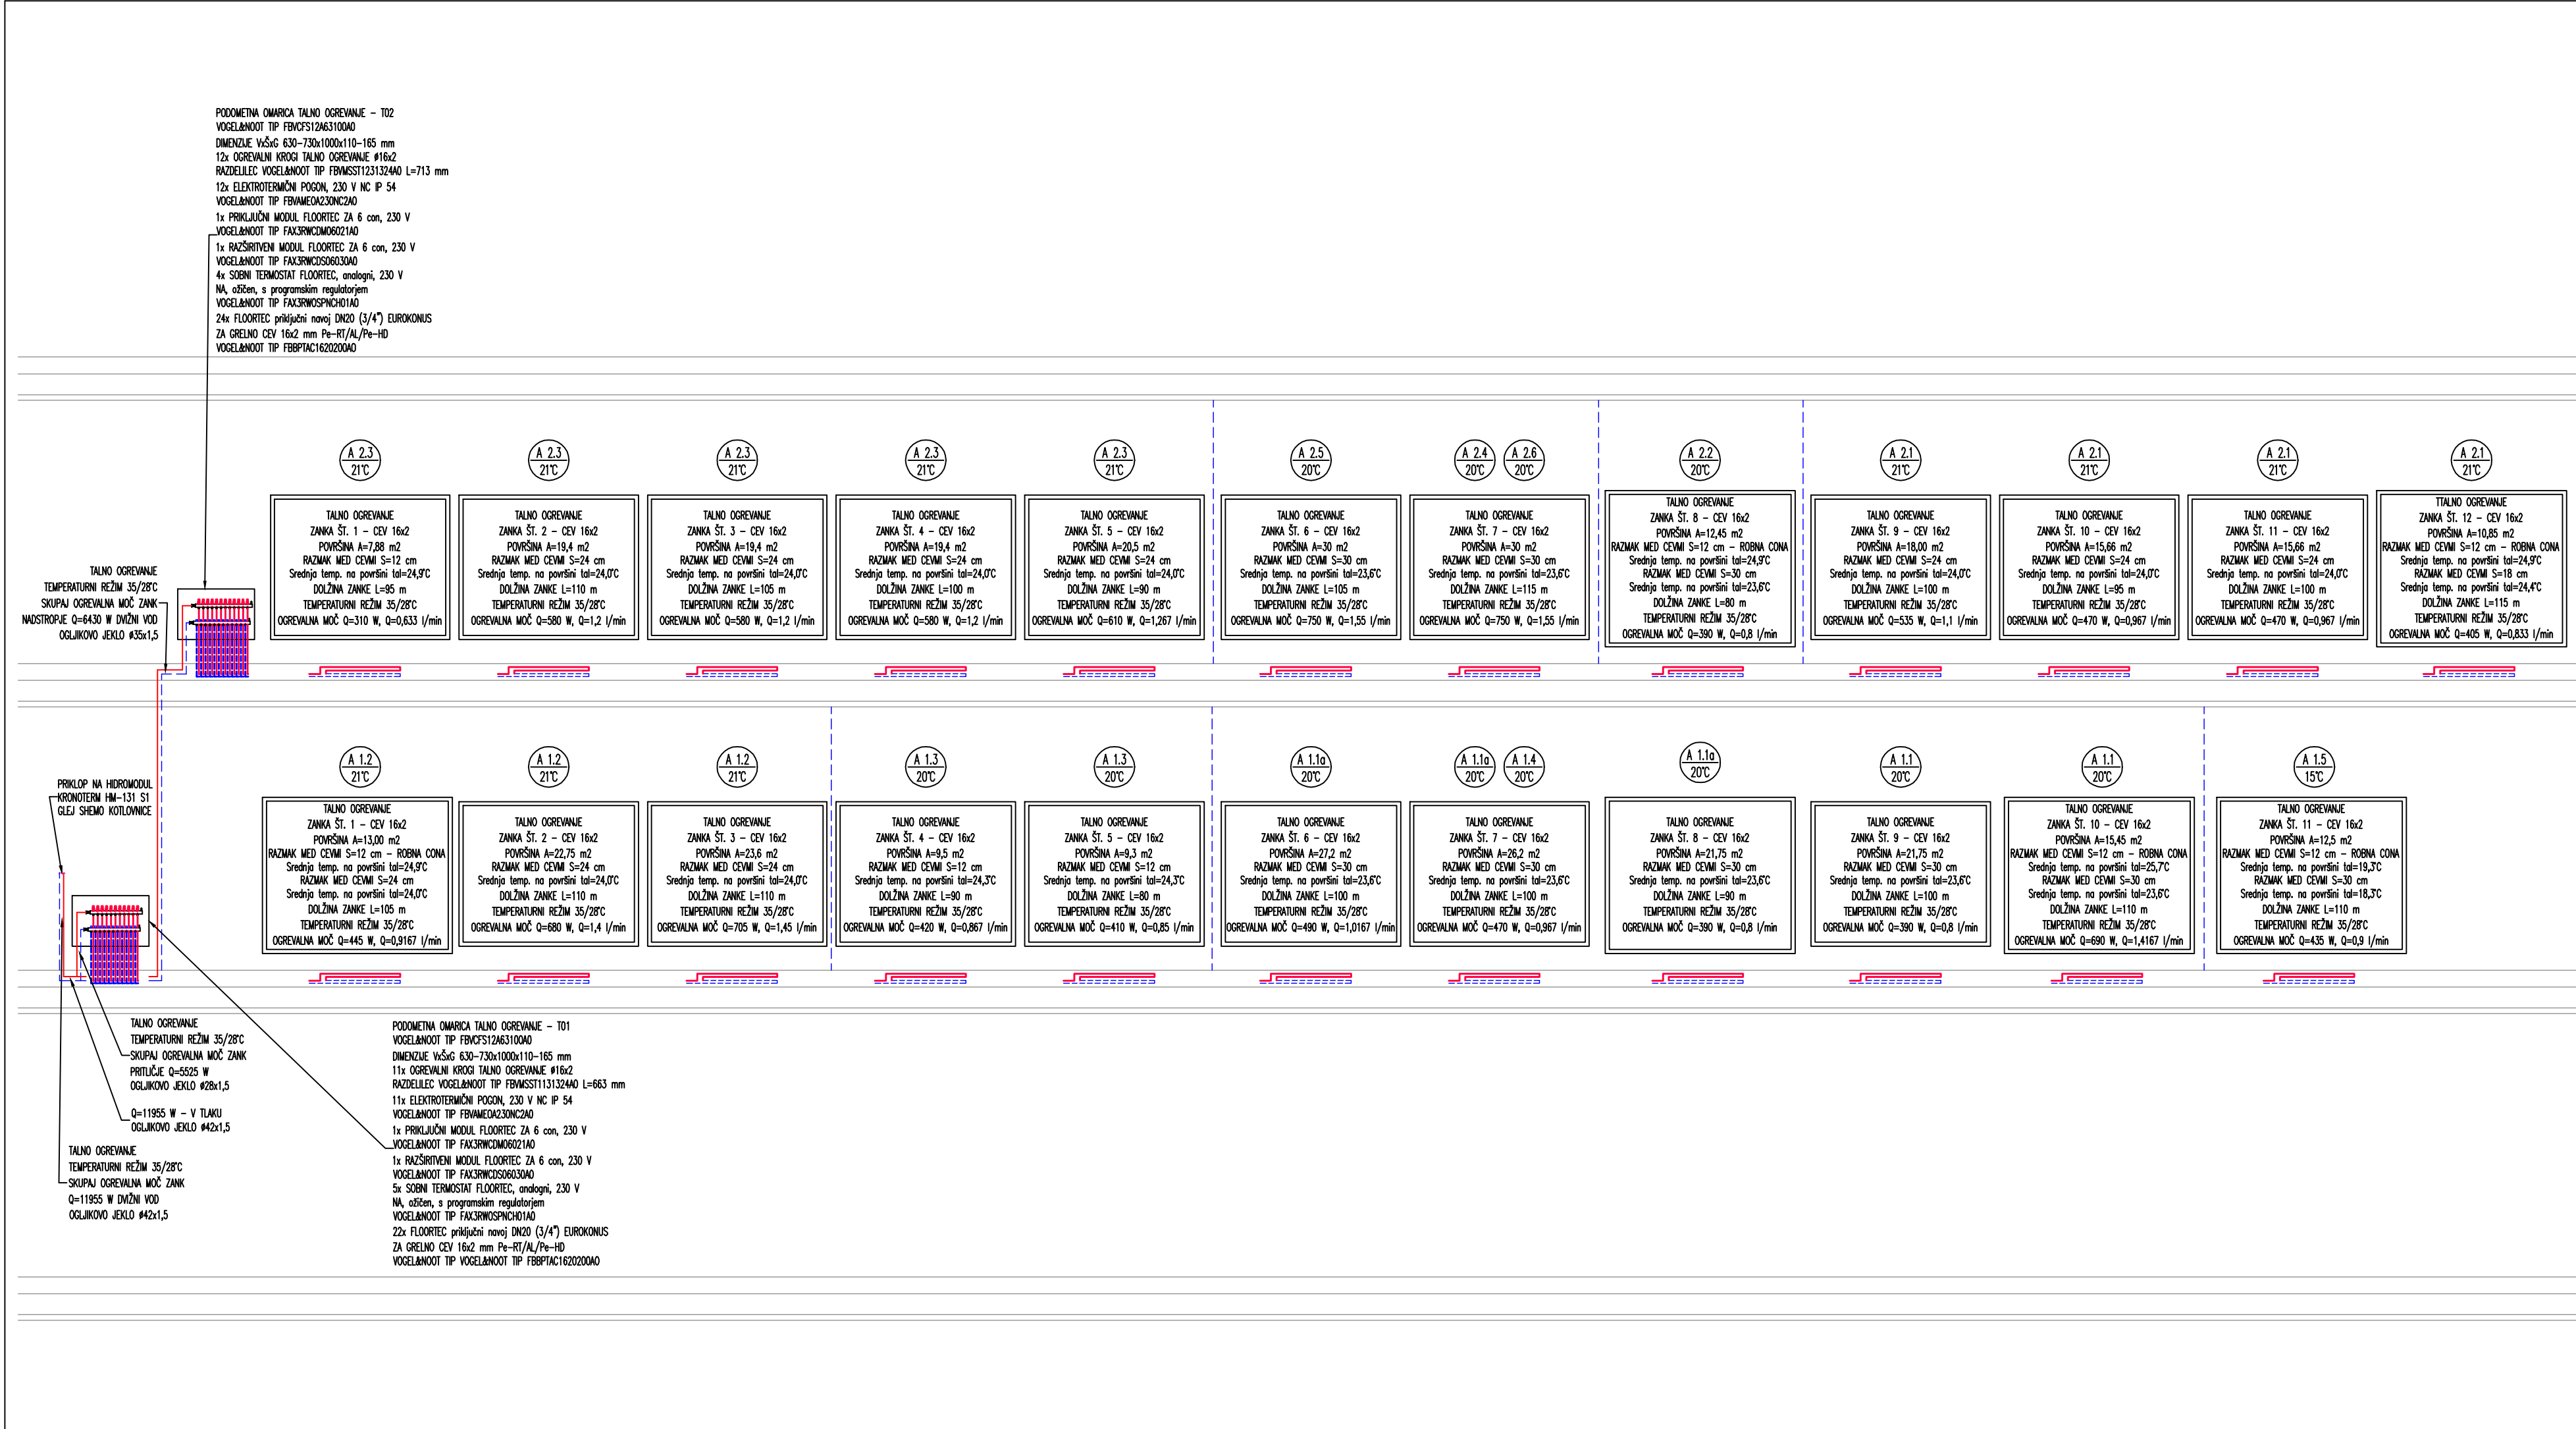 PODOMETNA OMARICA TALNO OGREVANJE - T02
VOGEL&NOOT TIP FBVCFS12A63100A0
DIMENZIJE VxŠxG 630-730x1000x110-165 mm
12x OGREVALNI KROGI TALNO OGREVANJE ø16x2
RAZDELILEC VOGEL&NOOT TIP FBVMSST1231324A0 L=713 mm
12x ELEKTROTERMIČNI POGON, 230 V NC IP 54
VOGEL&NOOT TIP FBVAMEOA230NC2A0
1x PRIKLJUČNI MODUL FLOORTEC ZA 6 con, 230 V
VOGEL&NOOT TIP FAX3RWCDM06021A0
1x RAZŠIRITVENI MODUL FLOORTEC ZA 6 con, 230 V
VOGEL&NOOT TIP FAX3RWCDS06030A0
4x SOBNI TERMOSTAT FLOORTEC, analogni, 230 V
NA, ožičen, s programskim regulatorjem
VOGEL&NOOT TIP FAX3RWOSPNCH01A0
24x FLOORTEC priključni navoj DN20 (3/4") EUROKONUS
ZA GRELNO CEV 16x2 mm Pe-RT/AL/Pe-HD
VOGEL&NOOT TIP FBBPTAC1620200A0
TALNO OGREVANJE
TEMPERATURNI REŽIM 35/28°C
SKUPAJ OGREVALNA MOČ ZANK
NADSTROPJE Q=6430 W DVIŽNI VOD
OGLJIKOVO JEKLO ø35x1,5
A 2.3
21°C
TALNO OGREVANJE
ZANKA ŠT. 1 - CEV 16x2
POVRŠINA A=7,88 m2
RAZMAK MED CEVMI S=12 cm
Srednja temp. na površini tal=24,9°C
DOLŽINA ZANKE L=95 m
TEMPERATURNI REŽIM 35/28°C
OGREVALNA MOČ Q=310 W, Q=0,633 l/min
A 2.3
21°C
TALNO OGREVANJE
ZANKA ŠT. 2 - CEV 16x2
POVRŠINA A=19,4 m2
RAZMAK MED CEVMI S=24 cm
Srednja temp. na površini tal=24,0°C
DOLŽINA ZANKE L=110 m
TEMPERATURNI REŽIM 35/28°C
OGREVALNA MOČ Q=580 W, Q=1,2 l/min
A 2.3
21°C
TALNO OGREVANJE
ZANKA ŠT. 3 - CEV 16x2
POVRŠINA A=19,4 m2
RAZMAK MED CEVMI S=24 cm
Srednja temp. na površini tal=24,0°C
DOLŽINA ZANKE L=105 m
TEMPERATURNI REŽIM 35/28°C
OGREVALNA MOČ Q=580 W, Q=1,2 l/min
A 2.3
21°C
TALNO OGREVANJE
ZANKA ŠT. 4 - CEV 16x2
POVRŠINA A=19,4 m2
RAZMAK MED CEVMI S=24 cm
Srednja temp. na površini tal=24,0°C
DOLŽINA ZANKE L=100 m
TEMPERATURNI REŽIM 35/28°C
OGREVALNA MOČ Q=580 W, Q=1,2 l/min
A 2.3
21°C
TALNO OGREVANJE
ZANKA ŠT. 5 - CEV 16x2
POVRŠINA A=20,5 m2
RAZMAK MED CEVMI S=24 cm
Srednja temp. na površini tal=24,0°C
DOLŽINA ZANKE L=90 m
TEMPERATURNI REŽIM 35/28°C
OGREVALNA MOČ Q=610 W, Q=1,267 l/min
A 2.5
20°C
TALNO OGREVANJE
ZANKA ŠT. 6 - CEV 16x2
POVRŠINA A=30 m2
RAZMAK MED CEVMI S=30 cm
Srednja temp. na površini tal=23,6°C
DOLŽINA ZANKE L=105 m
TEMPERATURNI REŽIM 35/28°C
OGREVALNA MOČ Q=750 W, Q=1,55 l/min
A 2.4
20°C
A 2.6
20°C
TALNO OGREVANJE
ZANKA ŠT. 7 - CEV 16x2
POVRŠINA A=30 m2
RAZMAK MED CEVMI S=30 cm
Srednja temp. na površini tal=23,6°C
DOLŽINA ZANKE L=115 m
TEMPERATURNI REŽIM 35/28°C
OGREVALNA MOČ Q=750 W, Q=1,55 l/min
A 2.2
20°C
TALNO OGREVANJE
ZANKA ŠT. 8 - CEV 16x2
POVRŠINA A=12,45 m2
RAZMAK MED CEVMI S=12 cm - ROBNA CONA
Srednja temp. na površini tal=24,9°C
RAZMAK MED CEVMI S=30 cm
Srednja temp. na površini tal=23,6°C
DOLŽINA ZANKE L=80 m
TEMPERATURNI REŽIM 35/28°C
OGREVALNA MOČ Q=390 W, Q=0,8 l/min
A 2.1
21°C
TALNO OGREVANJE
ZANKA ŠT. 9 - CEV 16x2
POVRŠINA A=18,00 m2
RAZMAK MED CEVMI S=24 cm
Srednja temp. na površini tal=24,0°C
DOLŽINA ZANKE L=100 m
TEMPERATURNI REŽIM 35/28°C
OGREVALNA MOČ Q=535 W, Q=1,1 l/min
A 2.1
21°C
TALNO OGREVANJE
ZANKA ŠT. 10 - CEV 16x2
POVRŠINA A=15,66 m2
RAZMAK MED CEVMI S=24 cm
Srednja temp. na površini tal=24,0°C
DOLŽINA ZANKE L=95 m
TEMPERATURNI REŽIM 35/28°C
OGREVALNA MOČ Q=470 W, Q=0,967 l/min
A 2.1
21°C
TALNO OGREVANJE
ZANKA ŠT. 11 - CEV 16x2
POVRŠINA A=15,66 m2
RAZMAK MED CEVMI S=24 cm
Srednja temp. na površini tal=24,0°C
DOLŽINA ZANKE L=100 m
TEMPERATURNI REŽIM 35/28°C
OGREVALNA MOČ Q=470 W, Q=0,967 l/min
A 2.1
21°C
TTALNO OGREVANJE
ZANKA ŠT. 12 - CEV 16x2
POVRŠINA A=10,85 m2
RAZMAK MED CEVMI S=12 cm - ROBNA CONA
Srednja temp. na površini tal=24,9°C
RAZMAK MED CEVMI S=18 cm
Srednja temp. na površini tal=24,4°C
DOLŽINA ZANKE L=115 m
TEMPERATURNI REŽIM 35/28°C
OGREVALNA MOČ Q=405 W, Q=0,833 l/min
PRIKLOP NA HIDROMODUL
KRONOTERM HM-131 S1
GLEJ SHEMO KOTLOVNICE
A 1.2
21°C
TALNO OGREVANJE
ZANKA ŠT. 1 - CEV 16x2
POVRŠINA A=13,00 m2
RAZMAK MED CEVMI S=12 cm - ROBNA CONA
Srednja temp. na površini tal=24,9°C
RAZMAK MED CEVMI S=24 cm
Srednja temp. na površini tal=24,0°C
DOLŽINA ZANKE L=105 m
TEMPERATURNI REŽIM 35/28°C
OGREVALNA MOČ Q=445 W, Q=0,9167 l/min
A 1.2
21°C
TALNO OGREVANJE
ZANKA ŠT. 2 - CEV 16x2
POVRŠINA A=22,75 m2
RAZMAK MED CEVMI S=24 cm
Srednja temp. na površini tal=24,0°C
DOLŽINA ZANKE L=110 m
TEMPERATURNI REŽIM 35/28°C
OGREVALNA MOČ Q=680 W, Q=1,4 l/min
A 1.2
21°C
TALNO OGREVANJE
ZANKA ŠT. 3 - CEV 16x2
POVRŠINA A=23,6 m2
RAZMAK MED CEVMI S=24 cm
Srednja temp. na površini tal=24,0°C
DOLŽINA ZANKE L=110 m
TEMPERATURNI REŽIM 35/28°C
OGREVALNA MOČ Q=705 W, Q=1,45 l/min
A 1.3
20°C
TALNO OGREVANJE
ZANKA ŠT. 4 - CEV 16x2
POVRŠINA A=9,5 m2
RAZMAK MED CEVMI S=12 cm
Srednja temp. na površini tal=24,3°C
DOLŽINA ZANKE L=90 m
TEMPERATURNI REŽIM 35/28°C
OGREVALNA MOČ Q=420 W, Q=0,867 l/min
A 1.3
20°C
TALNO OGREVANJE
ZANKA ŠT. 5 - CEV 16x2
POVRŠINA A=9,3 m2
RAZMAK MED CEVMI S=12 cm
Srednja temp. na površini tal=24,3°C
DOLŽINA ZANKE L=80 m
TEMPERATURNI REŽIM 35/28°C
OGREVALNA MOČ Q=410 W, Q=0,85 l/min
A 1.1a
20°C
TALNO OGREVANJE
ZANKA ŠT. 6 - CEV 16x2
POVRŠINA A=27,2 m2
RAZMAK MED CEVMI S=30 cm
Srednja temp. na površini tal=23,6°C
DOLŽINA ZANKE L=100 m
TEMPERATURNI REŽIM 35/28°C
OGREVALNA MOČ Q=490 W, Q=1,0167 l/min
A 1.1a
20°C
A 1.4
20°C
TALNO OGREVANJE
ZANKA ŠT. 7 - CEV 16x2
POVRŠINA A=26,2 m2
RAZMAK MED CEVMI S=30 cm
Srednja temp. na površini tal=23,6°C
DOLŽINA ZANKE L=100 m
TEMPERATURNI REŽIM 35/28°C
OGREVALNA MOČ Q=470 W, Q=0,967 l/min
A 1.1a
20°C
TALNO OGREVANJE
ZANKA ŠT. 8 - CEV 16x2
POVRŠINA A=21,75 m2
RAZMAK MED CEVMI S=30 cm
Srednja temp. na površini tal=23,6°C
DOLŽINA ZANKE L=90 m
TEMPERATURNI REŽIM 35/28°C
OGREVALNA MOČ Q=390 W, Q=0,8 l/min
A 1.1
20°C
TALNO OGREVANJE
ZANKA ŠT. 9 - CEV 16x2
POVRŠINA A=21,75 m2
RAZMAK MED CEVMI S=30 cm
Srednja temp. na površini tal=23,6°C
DOLŽINA ZANKE L=100 m
TEMPERATURNI REŽIM 35/28°C
OGREVALNA MOČ Q=390 W, Q=0,8 l/min
A 1.1
20°C
TALNO OGREVANJE
ZANKA ŠT. 10 - CEV 16x2
POVRŠINA A=15,45 m2
RAZMAK MED CEVMI S=12 cm - ROBNA CONA
Srednja temp. na površini tal=25,7°C
RAZMAK MED CEVMI S=30 cm
Srednja temp. na površini tal=23,6°C
DOLŽINA ZANKE L=110 m
TEMPERATURNI REŽIM 35/28°C
OGREVALNA MOČ Q=690 W, Q=1,4167 l/min
A 1.5
15°C
TALNO OGREVANJE
ZANKA ŠT. 11 - CEV 16x2
POVRŠINA A=12,5 m2
RAZMAK MED CEVMI S=12 cm - ROBNA CONA
Srednja temp. na površini tal=19,3°C
RAZMAK MED CEVMI S=30 cm
Srednja temp. na površini tal=18,3°C
DOLŽINA ZANKE L=110 m
TEMPERATURNI REŽIM 35/28°C
OGREVALNA MOČ Q=435 W, Q=0,9 l/min
TALNO OGREVANJE
TEMPERATURNI REŽIM 35/28°C
SKUPAJ OGREVALNA MOČ ZANK
PRITLIČJE Q=5525 W
OGLJIKOVO JEKLO ø28x1,5
Q=11955 W - V TLAKU
OGLJIKOVO JEKLO ø42x1,5
TALNO OGREVANJE
TEMPERATURNI REŽIM 35/28°C
SKUPAJ OGREVALNA MOČ ZANK
Q=11955 W DVIŽNI VOD
OGLJIKOVO JEKLO ø42x1,5
PODOMETNA OMARICA TALNO OGREVANJE - T01
VOGEL&NOOT TIP FBVCFS12A63100A0
DIMENZIJE VxŠxG 630-730x1000x110-165 mm
11x OGREVALNI KROGI TALNO OGREVANJE ø16x2
RAZDELILEC VOGEL&NOOT TIP FBVMSST1131324A0 L=663 mm
11x ELEKTROTERMIČNI POGON, 230 V NC IP 54
VOGEL&NOOT TIP FBVAMEOA230NC2A0
1x PRIKLJUČNI MODUL FLOORTEC ZA 6 con, 230 V
VOGEL&NOOT TIP FAX3RWCDM06021A0
1x RAZŠIRITVENI MODUL FLOORTEC ZA 6 con, 230 V
VOGEL&NOOT TIP FAX3RWCDS06030A0
5x SOBNI TERMOSTAT FLOORTEC, analogni, 230 V
NA, ožičen, s programskim regulatorjem
VOGEL&NOOT TIP FAX3RWOSPNCH01A0
22x FLOORTEC priključni navoj DN20 (3/4") EUROKONUS
ZA GRELNO CEV 16x2 mm Pe-RT/AL/Pe-HD
VOGEL&NOOT TIP VOGEL&NOOT TIP FBBPTAC1620200A0